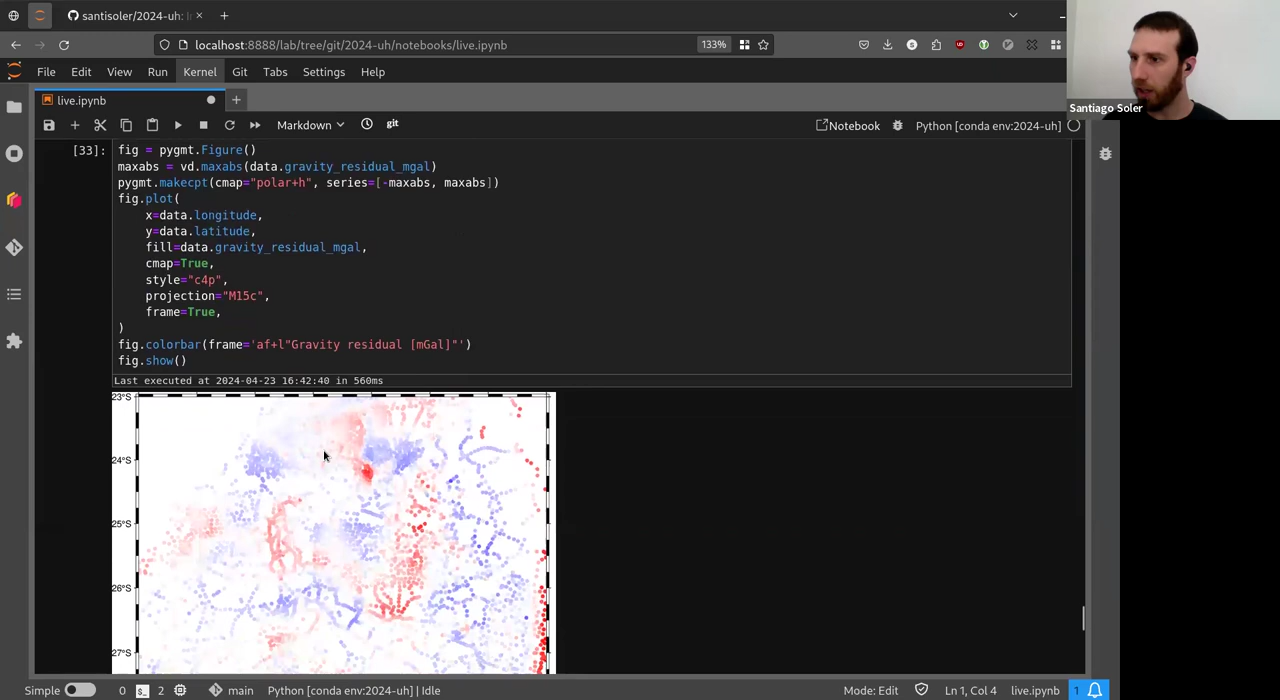 santisoler/2024-uh: l
localhost:8888/lab/tree/git/2024-uh/notebooks/live.ipynb
133%
File Edit View Run Kernel Git Tabs Settings Help
Santiago Soler
live.ipynb
Markdown
git
Notebook
Python [conda env:2024-uh]
[33]:
fig = pygmt.Figure()
maxabs = vd.maxabs(data.gravity_residual_mgal)
pygmt.makecpt(cmap="polar+h", series=[-maxabs, maxabs])
fig.plot(
x=data.longitude,
y=data.latitude,
fill=data.gravity_residual_mgal,
cmap=True,
style="c4p",
projection="M15c",
frame=True,
)
fig.colorbar(frame='af+l"Gravity residual [mGal]"')
fig.show()
Last executed at 2024-04-23 16:42:40 in 560ms
23°S
24°S
25°S
26°S
27°S
Simple 0 2 main Python [conda env:2024-uh] | Idle Mode: Edit Ln 1, Col 4 live.ipynb 1